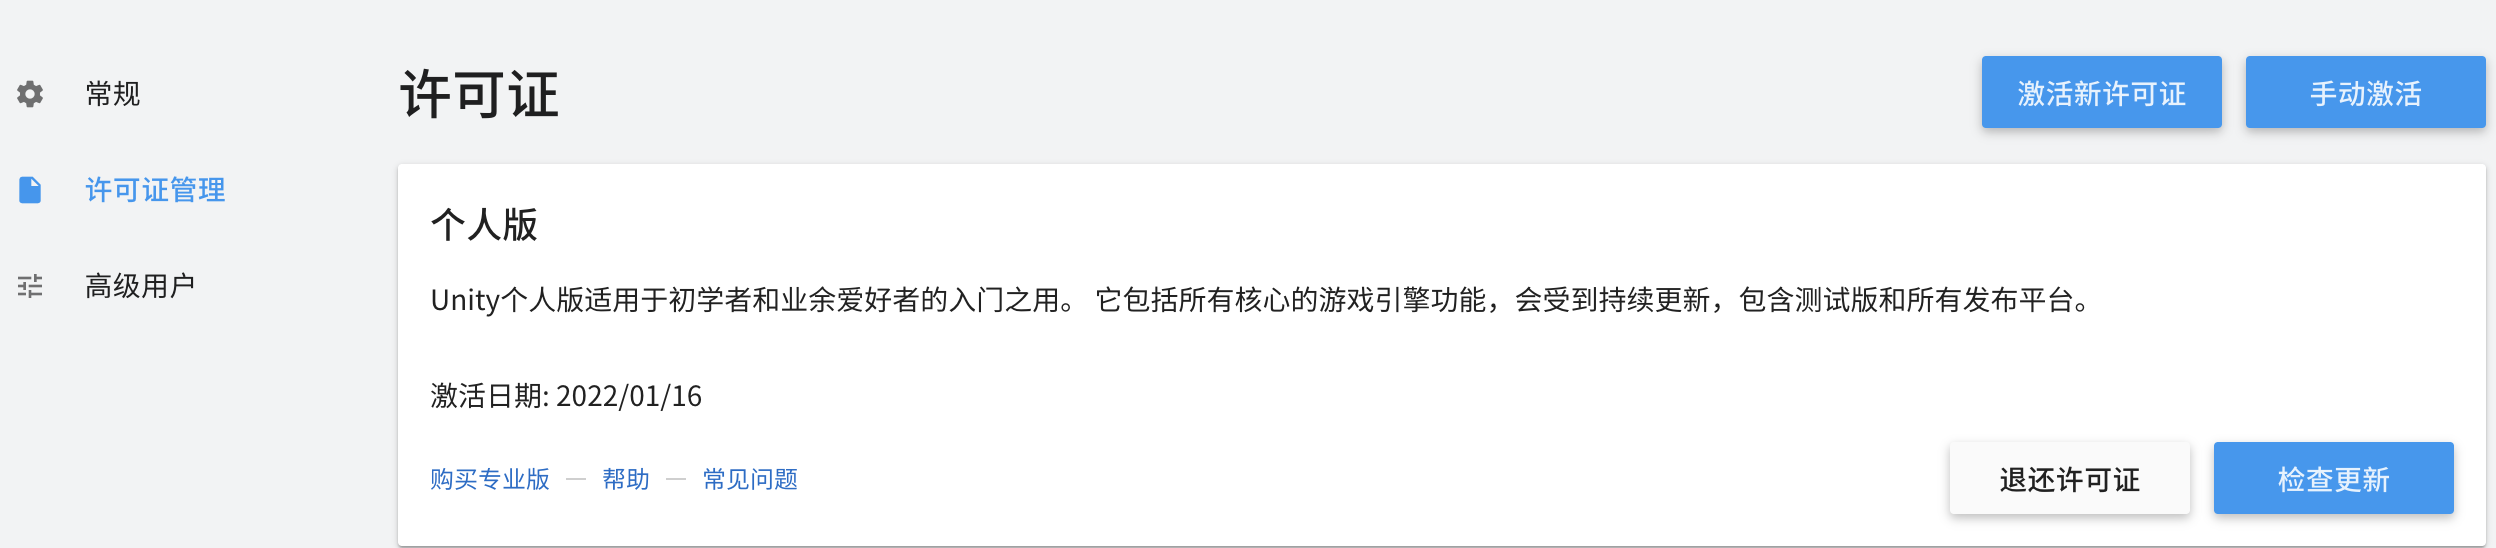 常规
许可证管理
高级用户
许可证
激活新许可证
手动激活
个人版
Unity个人版适用于初学者和业余爱好者的入门之用。 它包括所有核心的游戏引擎功能，会受到持续更新，包含测试版和所有发布平台。
激活日期: 2022/01/16
购买专业版 — 帮助 — 常见问题
退还许可证
检查更新